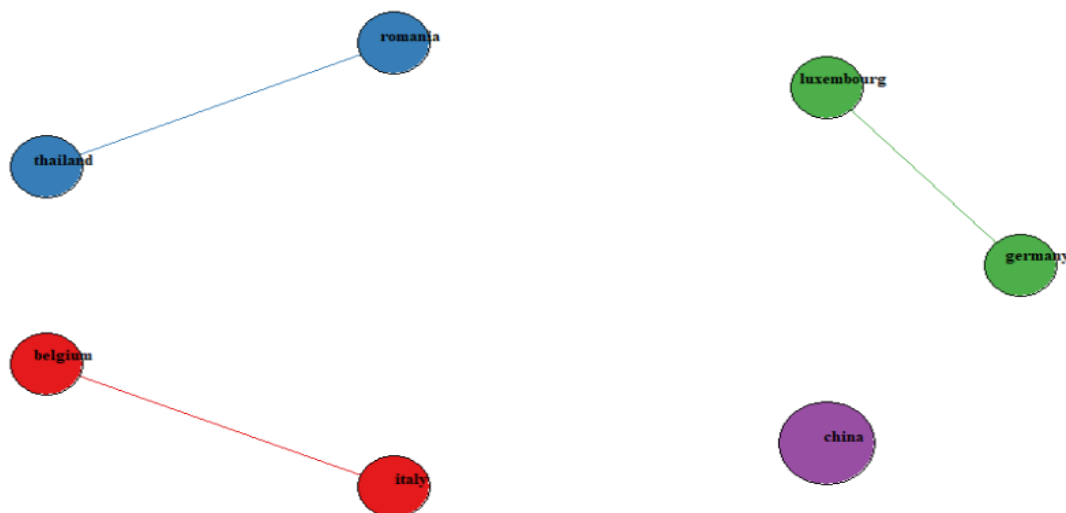 romania
luxembourg
thailand
germany
belgium
china
italy